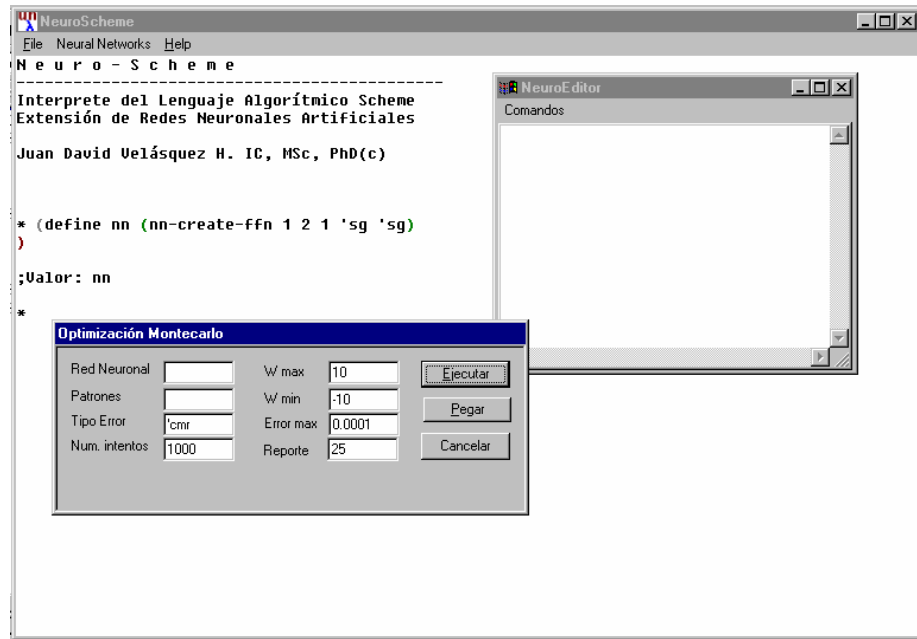 NeuroScheme
File Neural Networks Help
N e u r o - S c h e m e
-------------------------------------------
Interprete del Lenguaje Algorítmico Scheme
Extensión de Redes Neuronales Artificiales
Juan David Velásquez H. IC, MSc, PhD(c)
* (define nn (nn-create-ffn 1 2 1 'sg 'sg)
)
;Valor: nn
*
NeuroEditor
Comandos
Optimización Montecarlo
Red Neuronal
W max 10
Ejecutar
Patrones
W min -10
Pegar
Tipo Error 'cmr
Error max 0.0001
Num. intentos 1000
Reporte 25
Cancelar